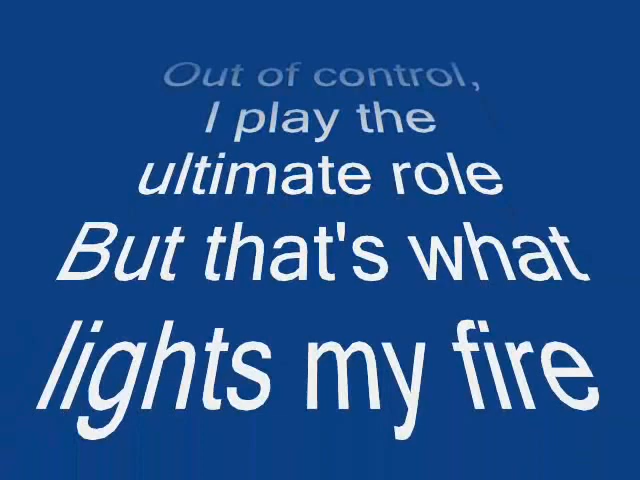 Out of control,
I play the
ultimate role
But that's what
lights my fire